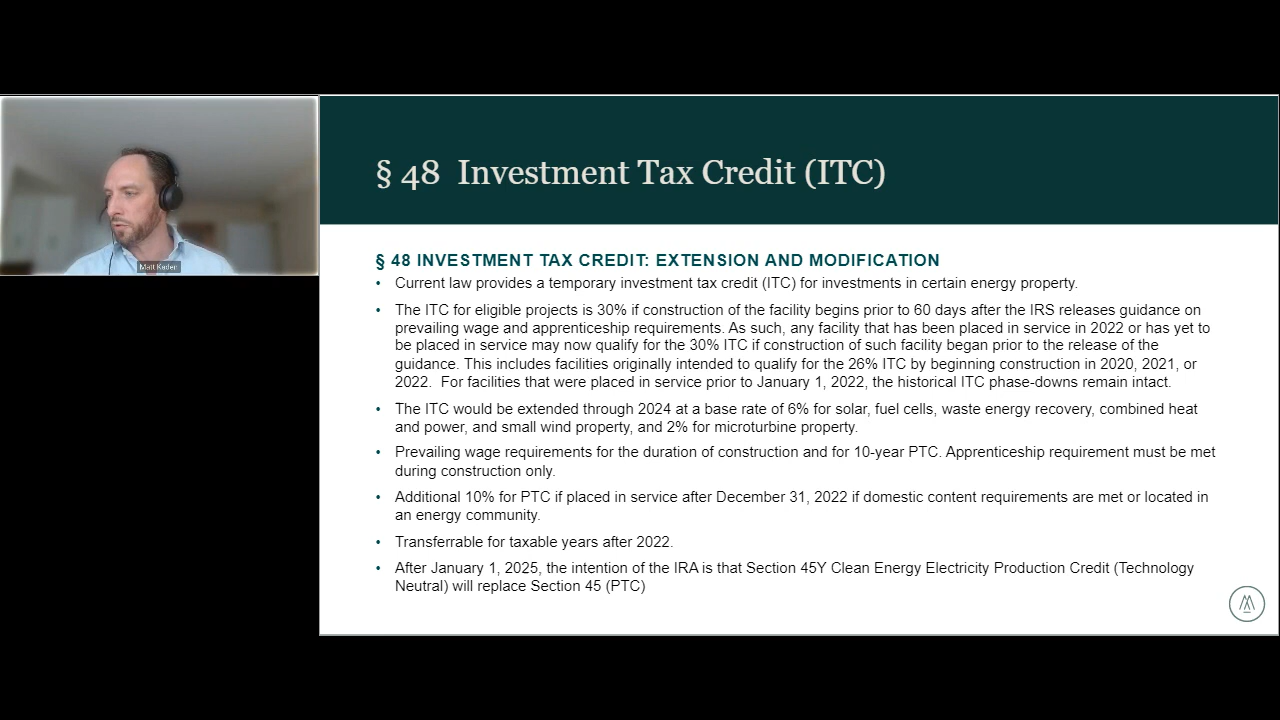 § 48 Investment Tax Credit (ITC)
Matt Kaden
§ 48 INVESTMENT TAX CREDIT: EXTENSION AND MODIFICATION
• Current law provides a temporary investment tax credit (ITC) for investments in certain energy property.
• The ITC for eligible projects is 30% if construction of the facility begins prior to 60 days after the IRS releases guidance on
prevailing wage and apprenticeship requirements. As such, any facility that has been placed in service in 2022 or has yet to
be placed in service may now qualify for the 30% ITC if construction of such facility began prior to the release of the
guidance. This includes facilities originally intended to qualify for the 26% ITC by beginning construction in 2020, 2021, or
2022. For facilities that were placed in service prior to January 1, 2022, the historical ITC phase-downs remain intact.
• The ITC would be extended through 2024 at a base rate of 6% for solar, fuel cells, waste energy recovery, combined heat
and power, and small wind property, and 2% for microturbine property.
• Prevailing wage requirements for the duration of construction and for 10-year PTC. Apprenticeship requirement must be met
during construction only.
• Additional 10% for PTC if placed in service after December 31, 2022 if domestic content requirements are met or located in
an energy community.
• Transferrable for taxable years after 2022.
• After January 1, 2025, the intention of the IRA is that Section 45Y Clean Energy Electricity Production Credit (Technology
Neutral) will replace Section 45 (PTC)